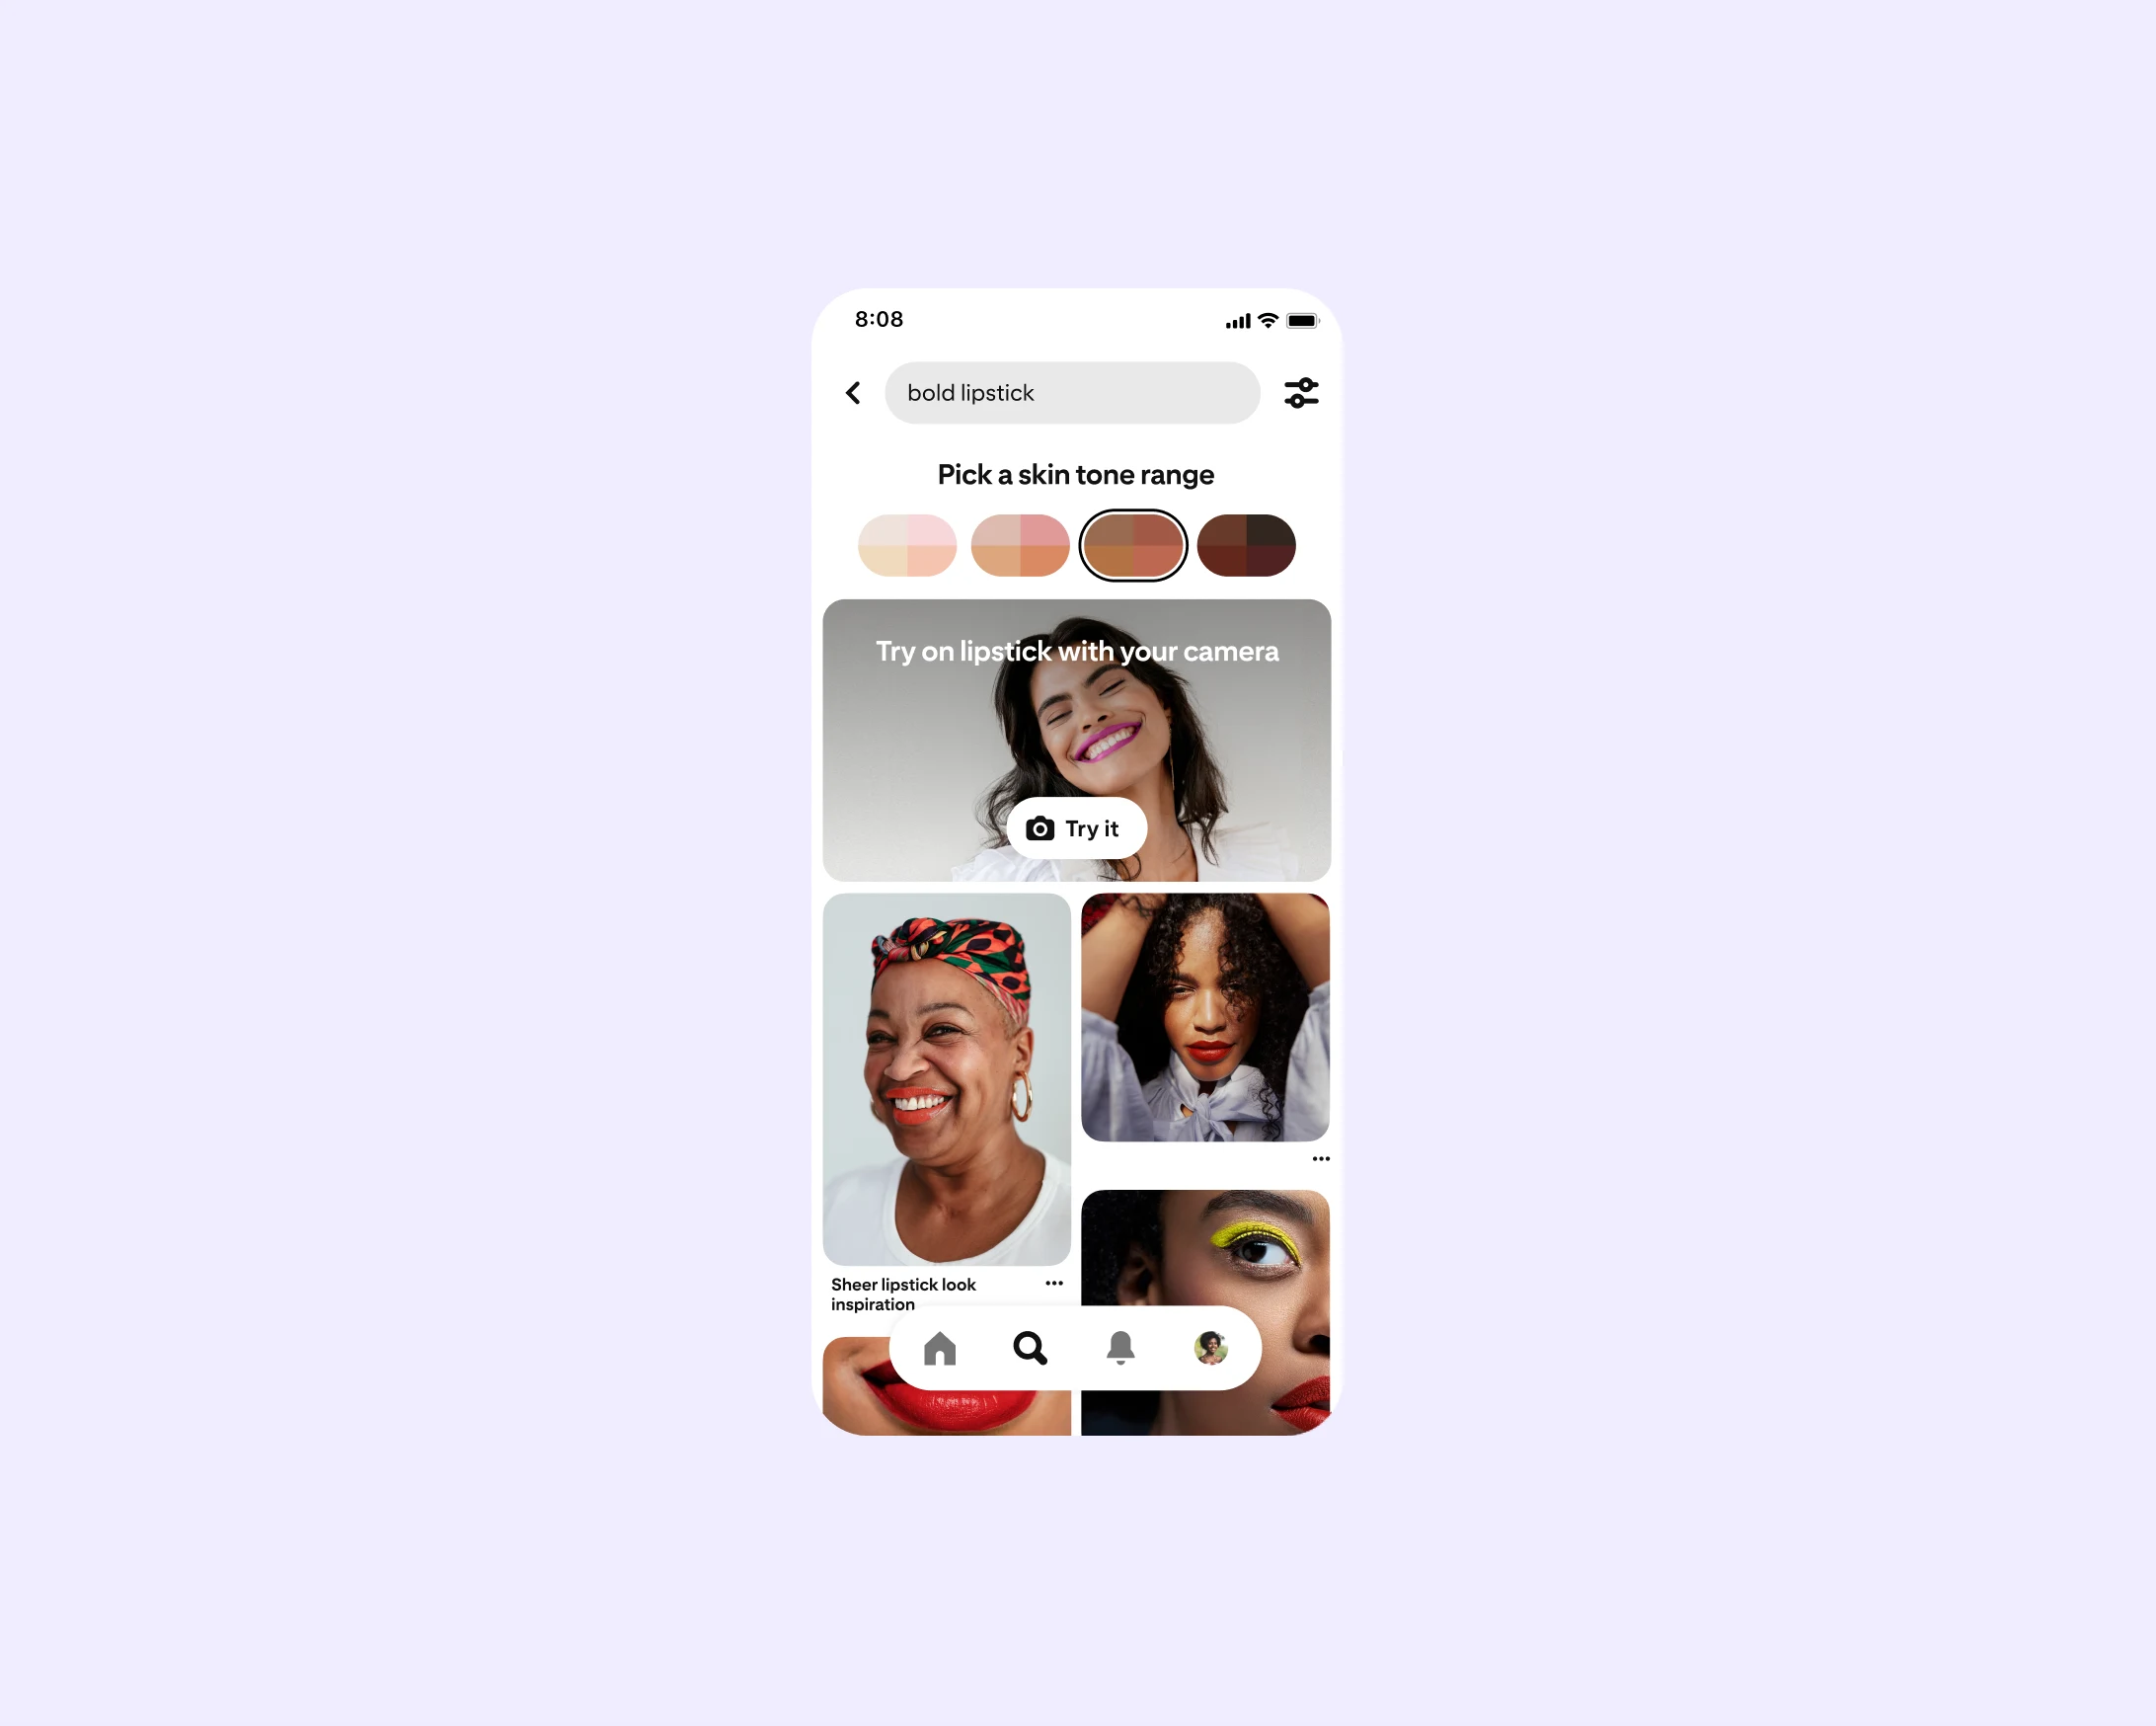 8:08
bold lipstick
Pick a skin tone range
Try on lipstick with your camera
Try it
Sheer lipstick look
inspiration